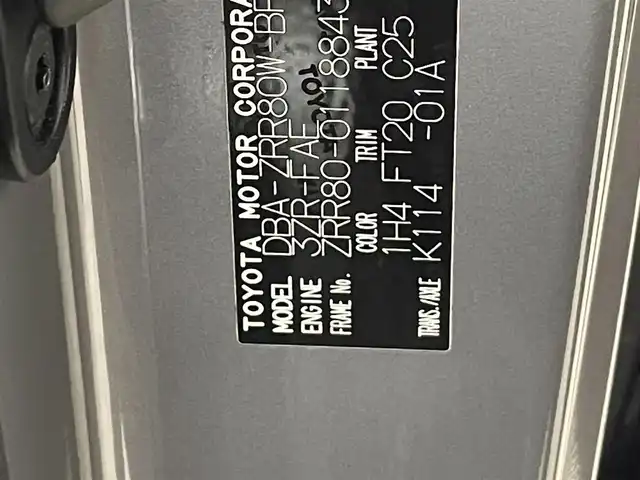 TOYOTA MOTOR CORPORA
MODEL DBA-ZRR80W-BF
ENGINE 3ZR-FAE
FRAME No. ZRR80-0118843
COLOR TRIM PLANT
1H4 FT20 C25
TRANS./AXLE K114 -01A